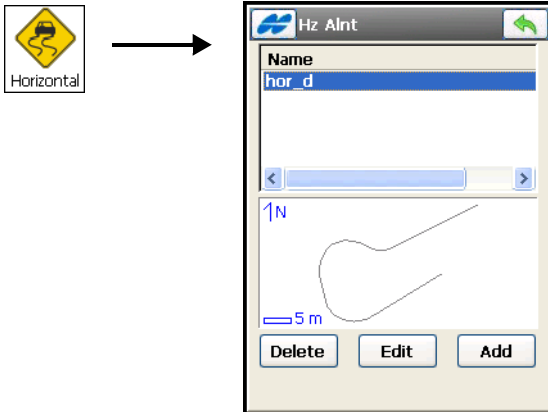 Horizontal
Hz Alnt
Name
hor_d
N
5 m
Delete Edit Add